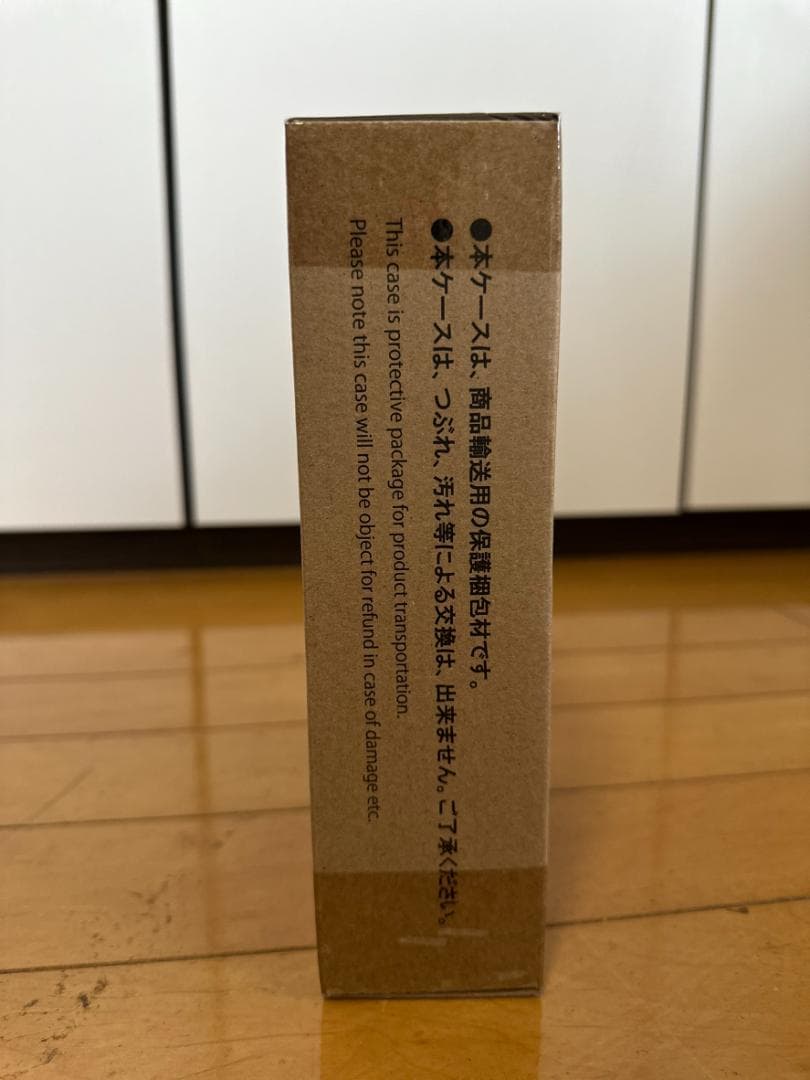 ●本ケースは、商品輸送用の保護梱包材です。
●本ケースは、つぶれ、汚れ等による交換は、出来ません。ご了承ください。
This case is protective package for product transportation.
Please note this case will not be object for refund in case of damage etc.